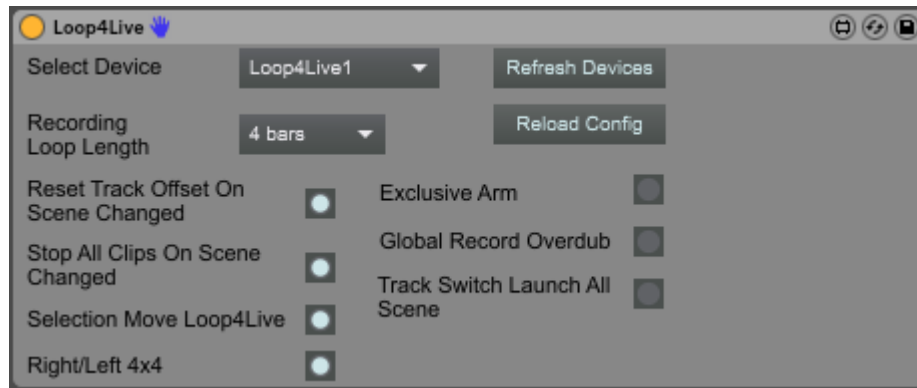 Loop4Live
Select Device
Loop4Live1
Refresh Devices
Recording
Loop Length
4 bars
Reload Config
Reset Track Offset On
Scene Changed
Exclusive Arm
Stop All Clips On Scene
Changed
Global Record Overdub
Selection Move Loop4Live
Track Switch Launch All
Scene
Right/Left 4x4